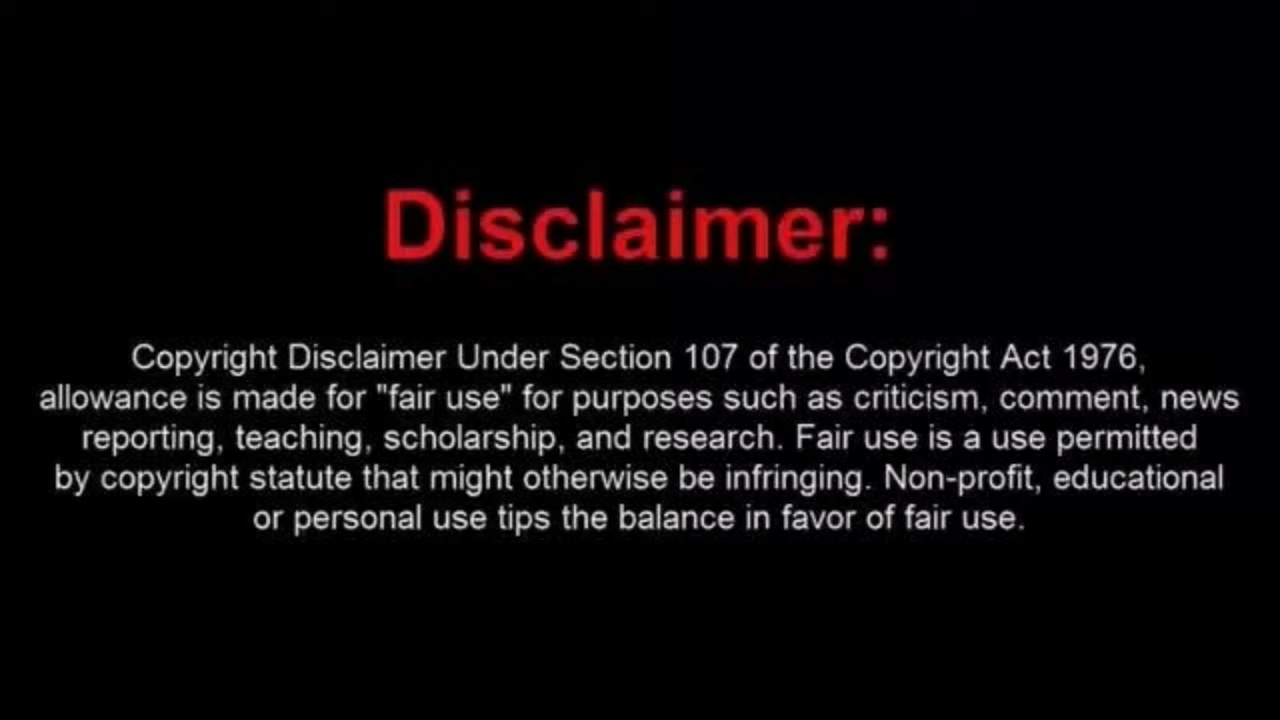 Disclaimer:
Copyright Disclaimer Under Section 107 of the Copyright Act 1976,
allowance is made for "fair use" for purposes such as criticism, comment, news
reporting, teaching, scholarship, and research. Fair use is a use permitted
by copyright statute that might otherwise be infringing. Non-profit, educational
or personal use tips the balance in favor of fair use.